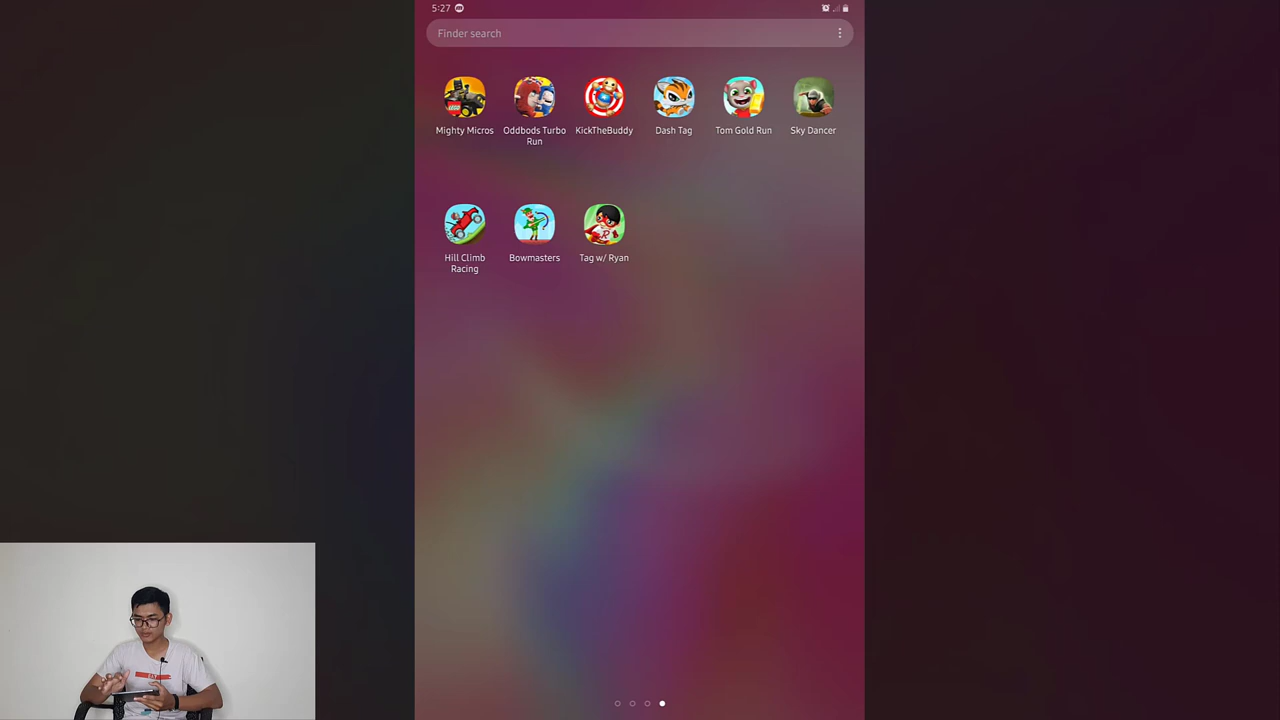 5:27
Finder search
Mighty Micros
Oddbods Turbo Run
KickTheBuddy
Dash Tag
Tom Gold Run
Sky Dancer
Hill Climb Racing
Bowmasters
Tag w/ Ryan
LEGO